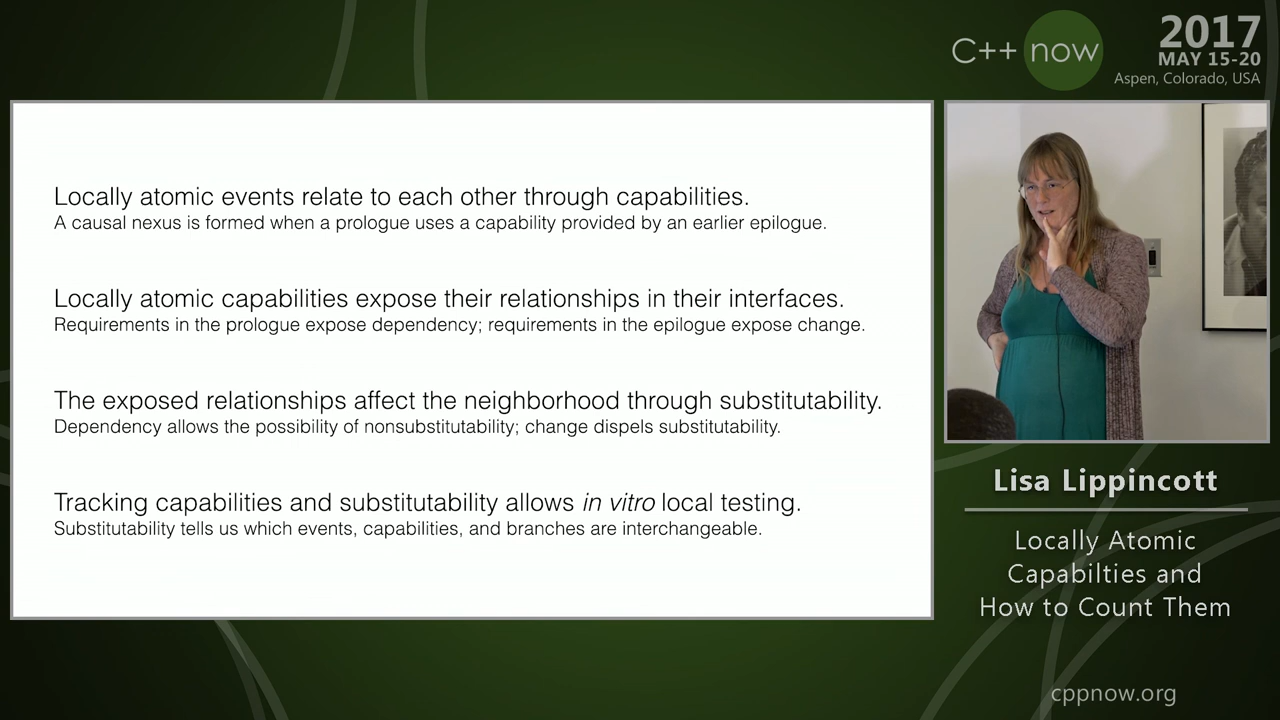 C++ now
2017
MAY 15-20
Aspen, Colorado, USA
Locally atomic events relate to each other through capabilities.
A causal nexus is formed when a prologue uses a capability provided by an earlier epilogue.
Locally atomic capabilities expose their relationships in their interfaces.
Requirements in the prologue expose dependency; requirements in the epilogue expose change.
The exposed relationships affect the neighborhood through substitutability.
Dependency allows the possibility of nonsubstitutability; change dispels substitutability.
Tracking capabilities and substitutability allows in vitro local testing.
Substitutability tells us which events, capabilities, and branches are interchangeable.
Lisa Lippincott
Locally Atomic
Capabilties and
How to Count Them
cppnow.org